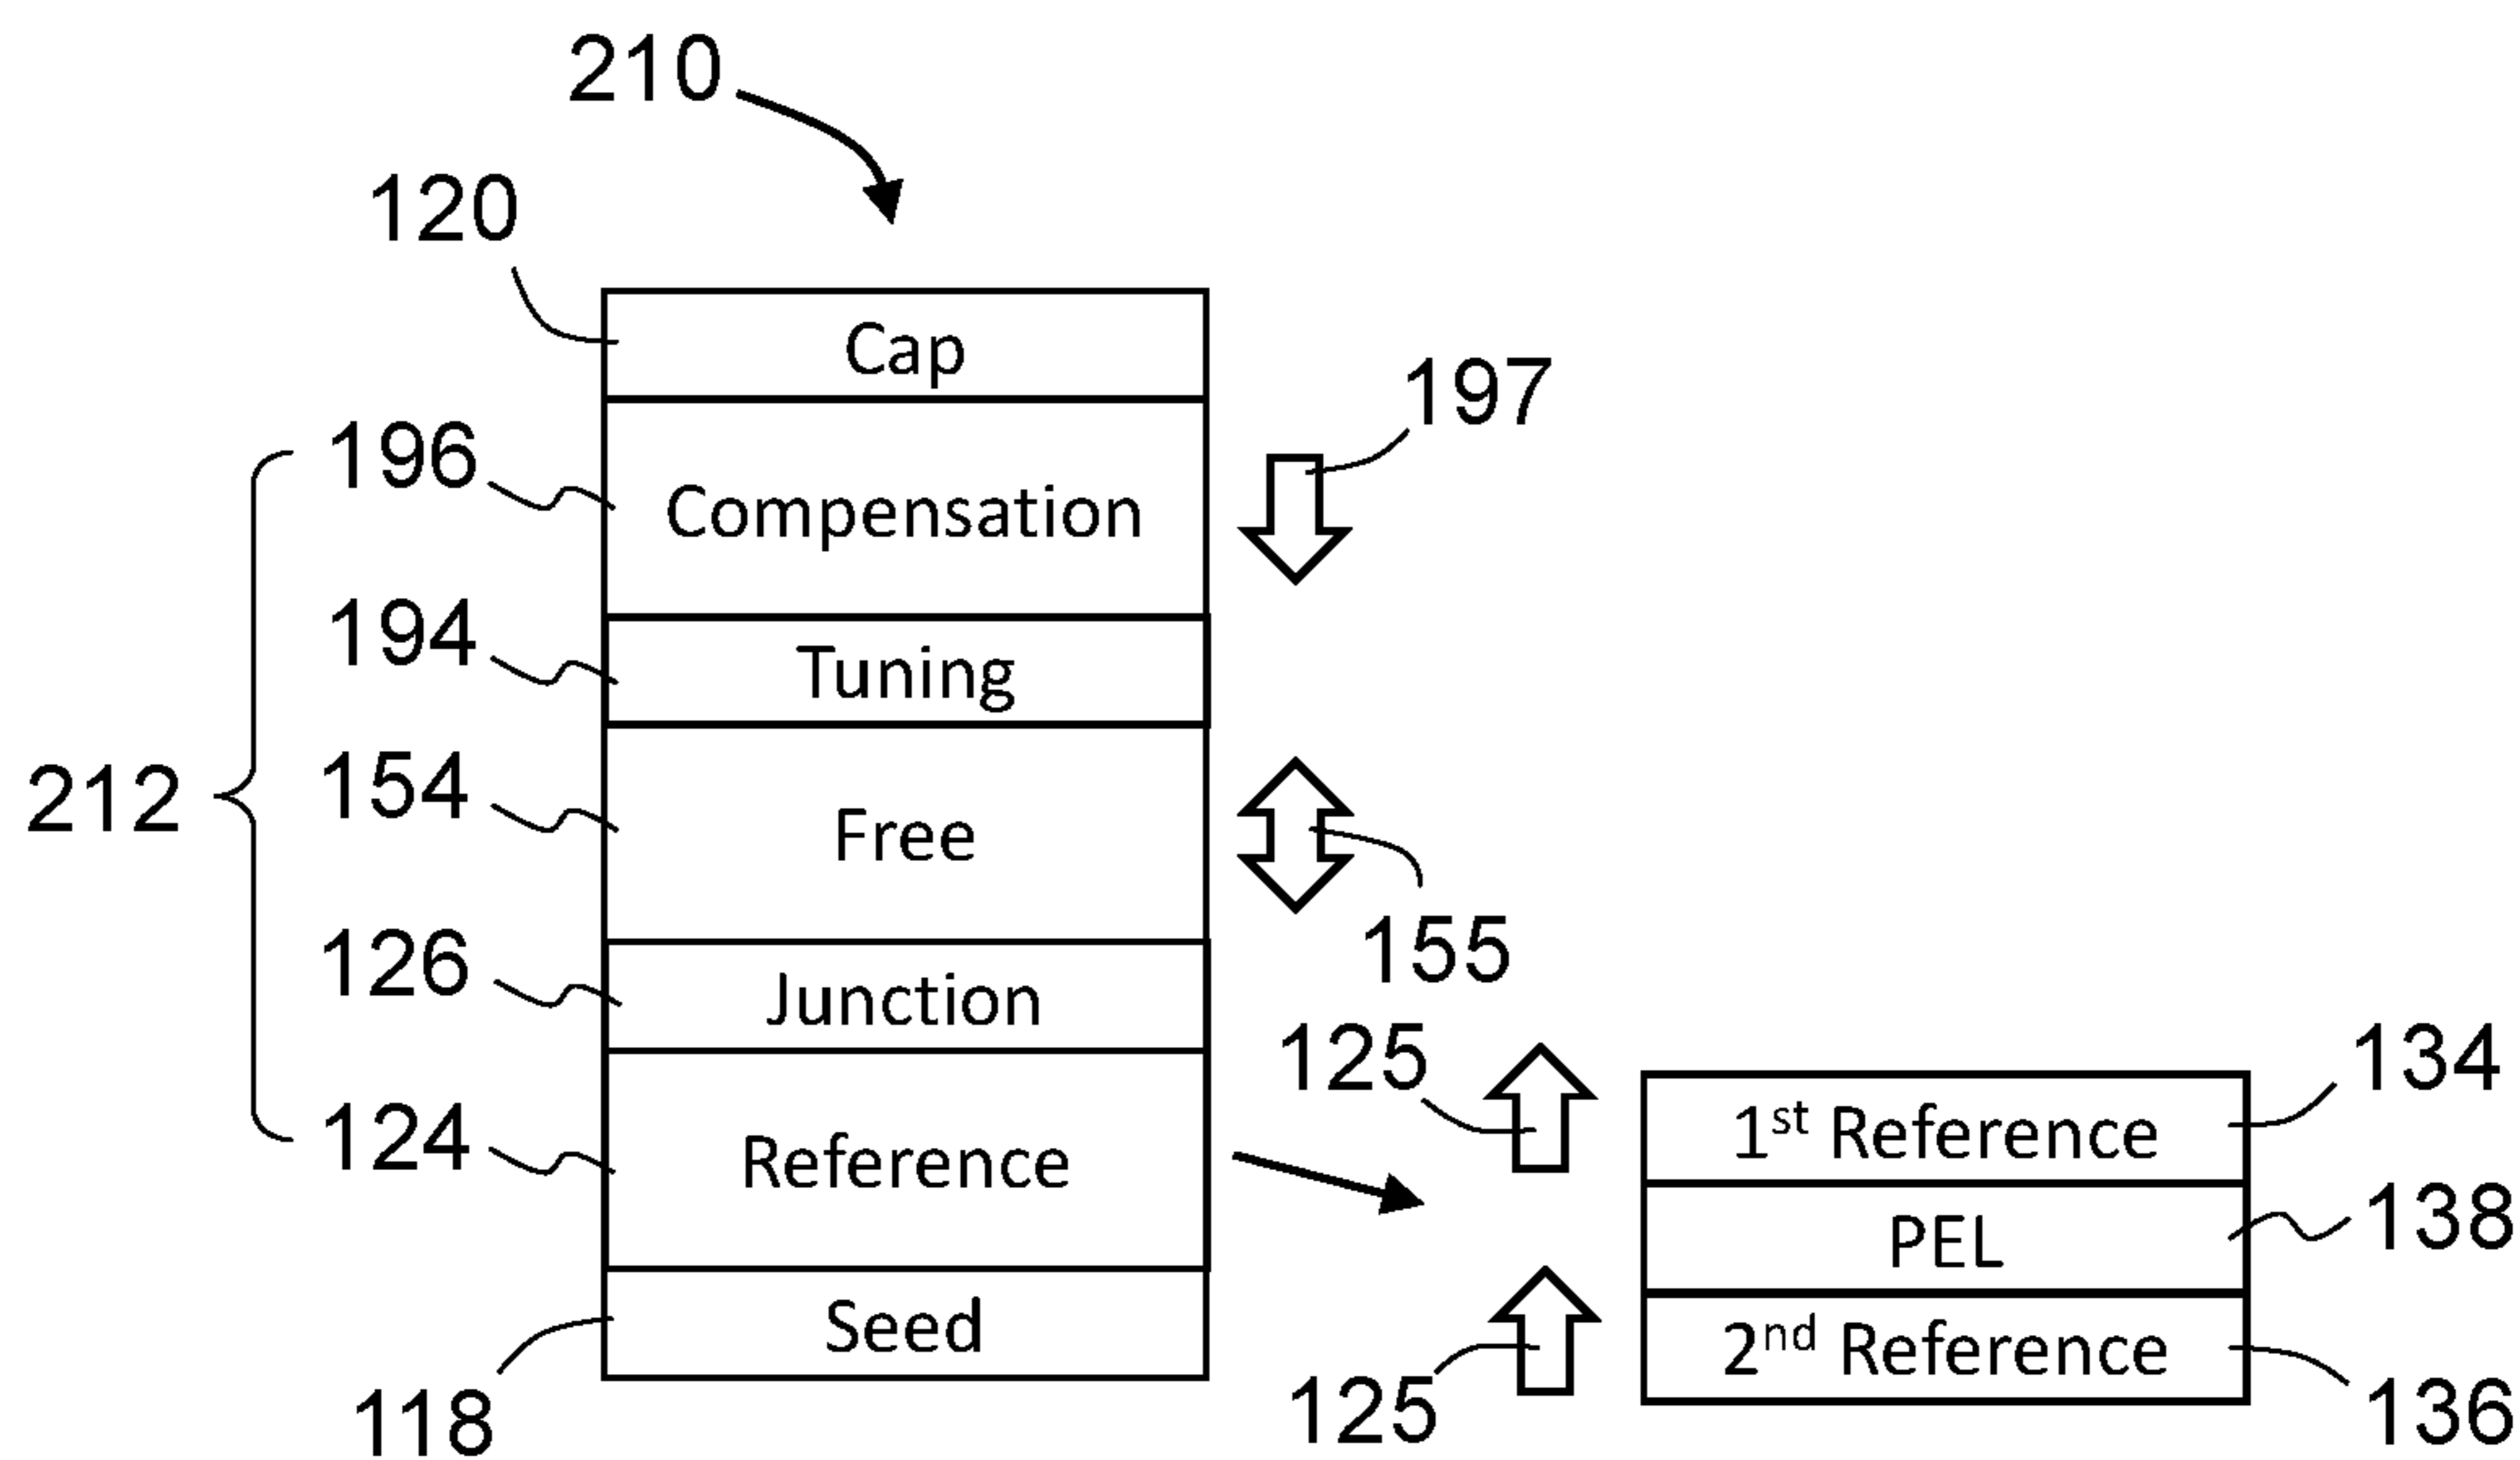 210
120
Cap
197
196
Compensation
194
Tuning
212
154
Free
155
126
Junction
125
134
1st Reference
124
Reference
138
PEL
Seed
2nd Reference
118
125
136